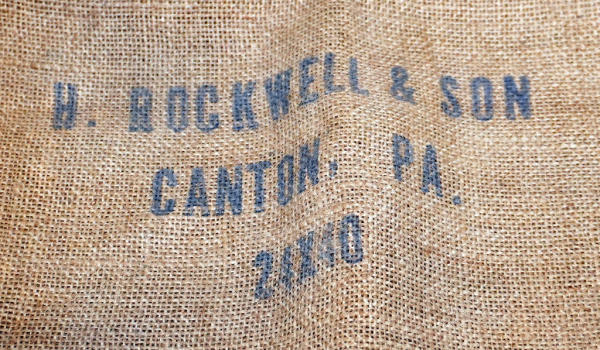 H. ROCKWELL & SON
CANTON, PA.
24X40